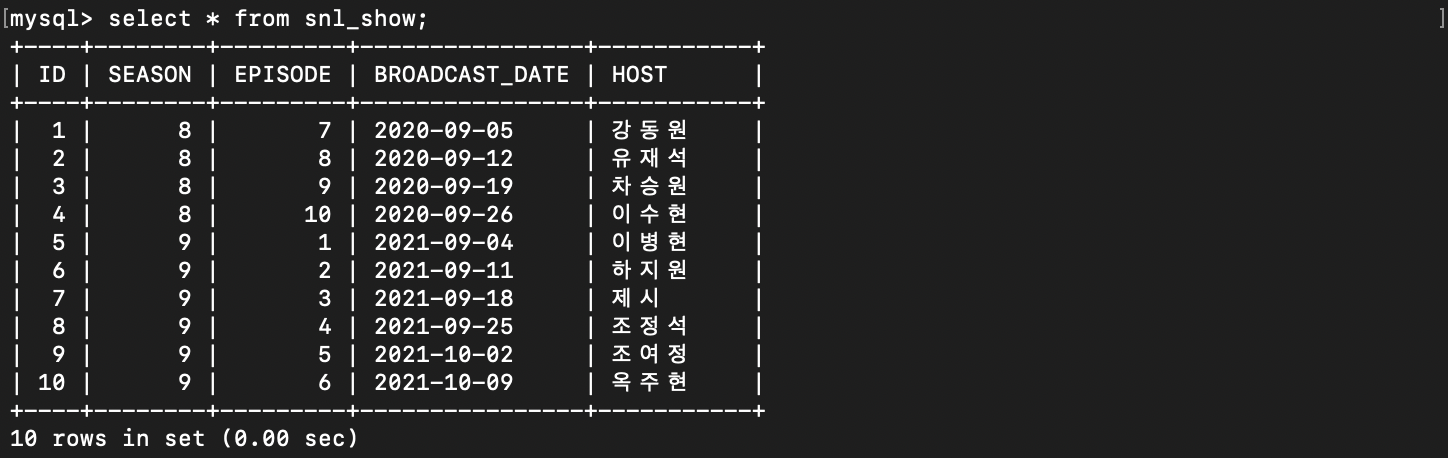 mysql> select * from snl_show;
+----+--------+---------+----------------+-----------+
| ID | SEASON | EPISODE | BROADCAST_DATE | HOST      |
+----+--------+---------+----------------+-----------+
|  1 |      8 |       7 | 2020-09-05     | 강동원    |
|  2 |      8 |       8 | 2020-09-12     | 유재석    |
|  3 |      8 |       9 | 2020-09-19     | 차승원    |
|  4 |      8 |      10 | 2020-09-26     | 이수현    |
|  5 |      9 |       1 | 2021-09-04     | 이병현    |
|  6 |      9 |       2 | 2021-09-11     | 하지원    |
|  7 |      9 |       3 | 2021-09-18     | 제시      |
|  8 |      9 |       4 | 2021-09-25     | 조정석    |
|  9 |      9 |       5 | 2021-10-02     | 조여정    |
| 10 |      9 |       6 | 2021-10-09     | 옥주현    |
+----+--------+---------+----------------+-----------+
10 rows in set (0.00 sec)